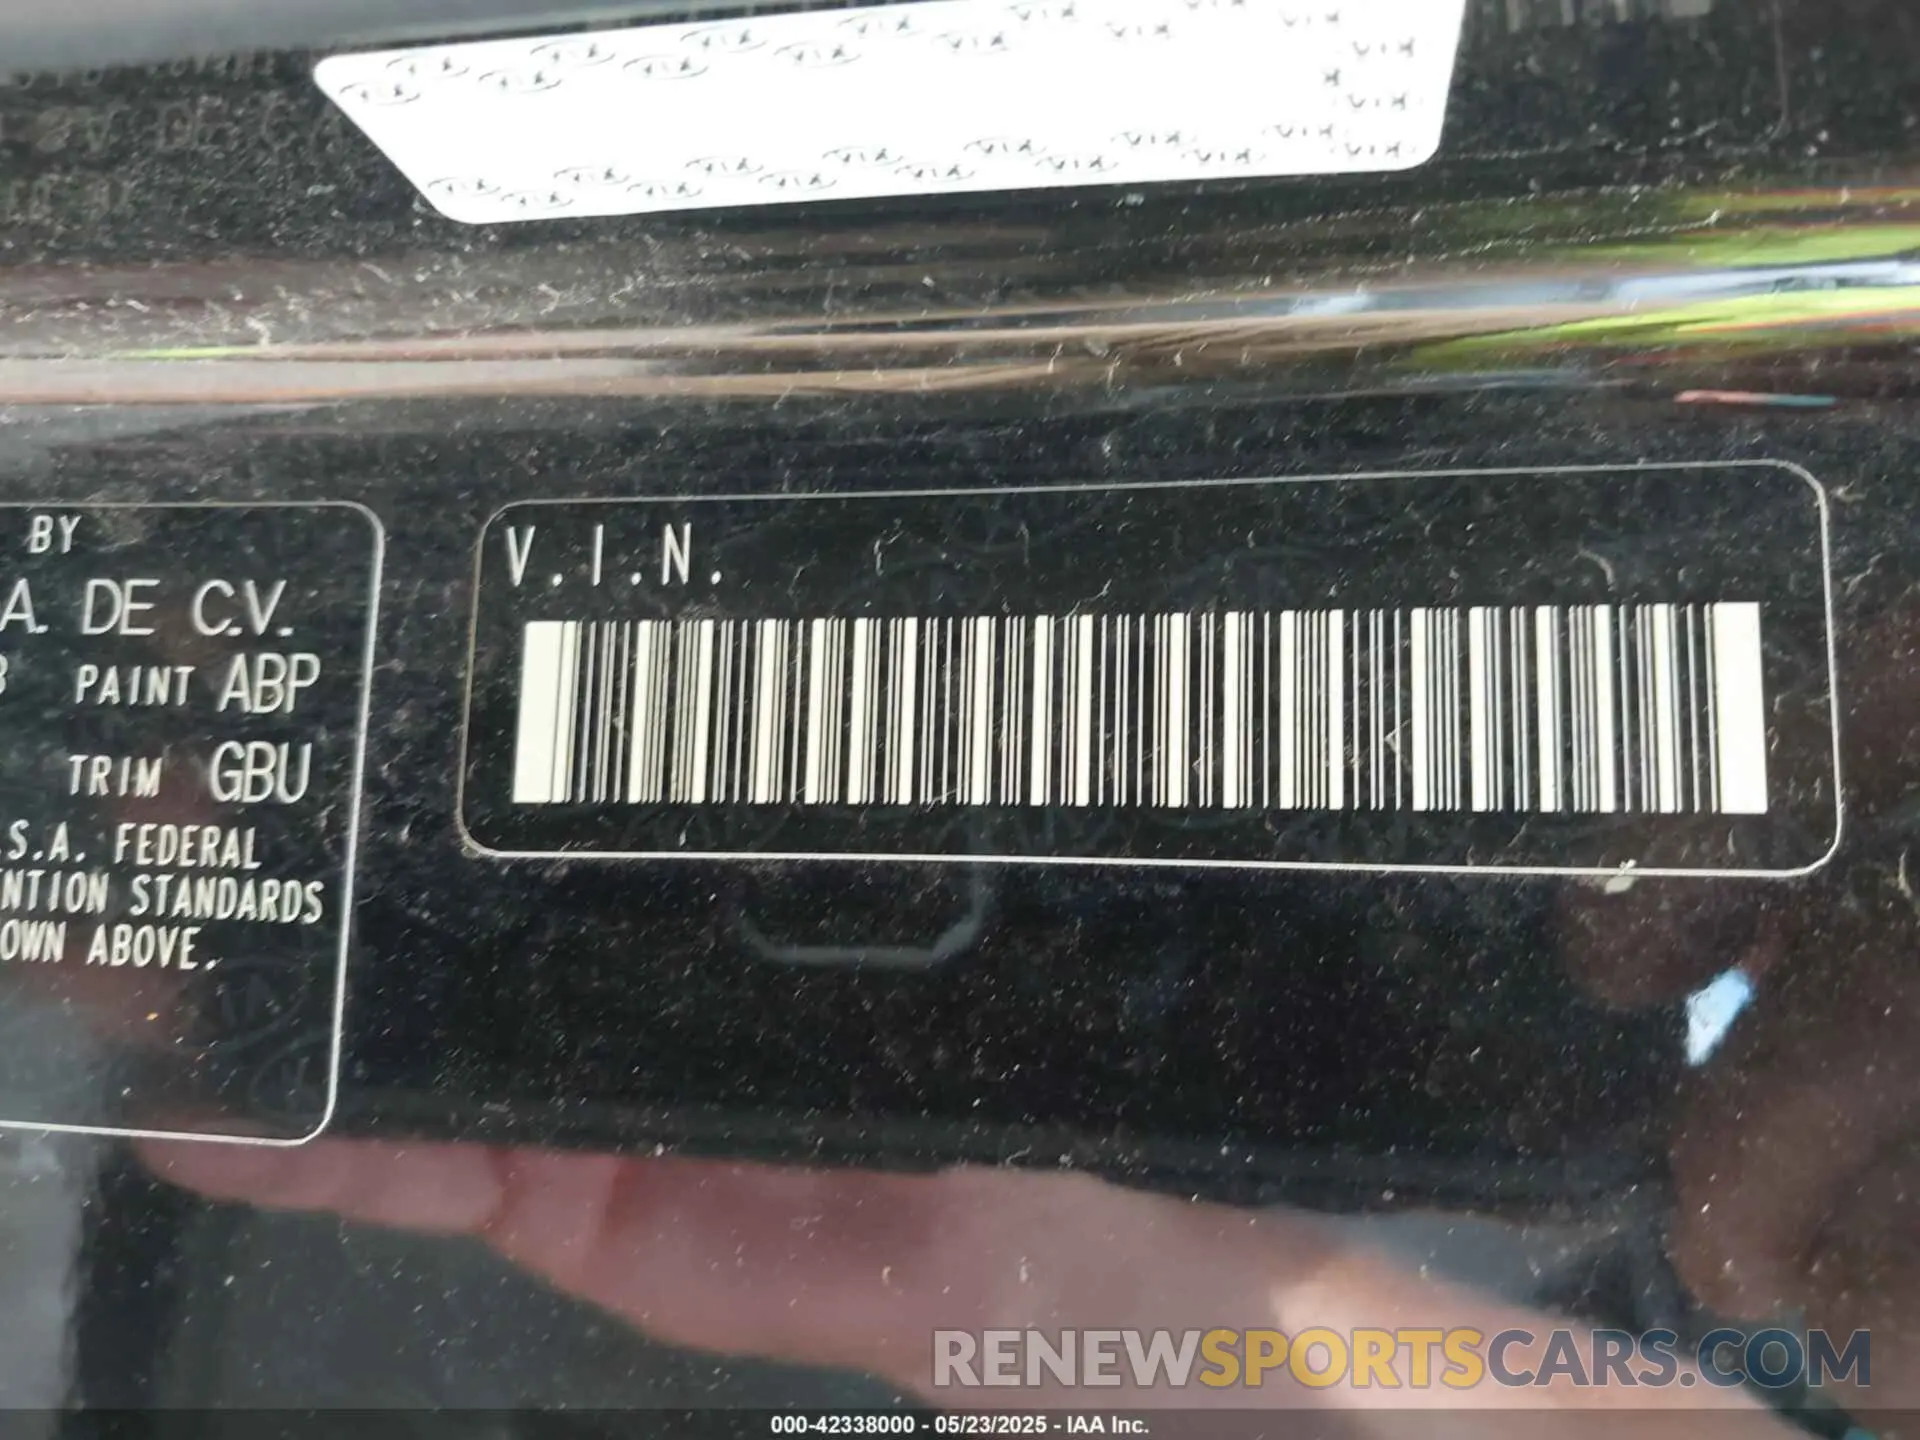 BY
A. DE C.V.
PAINT ABP
TRIM GBU
.S.A. FEDERAL
NTION STANDARDS
OWN ABOVE.
V.I.N.
RENEWSPORTSCARS.COM
000-42338000 - 05/23/2025 - IAA Inc.